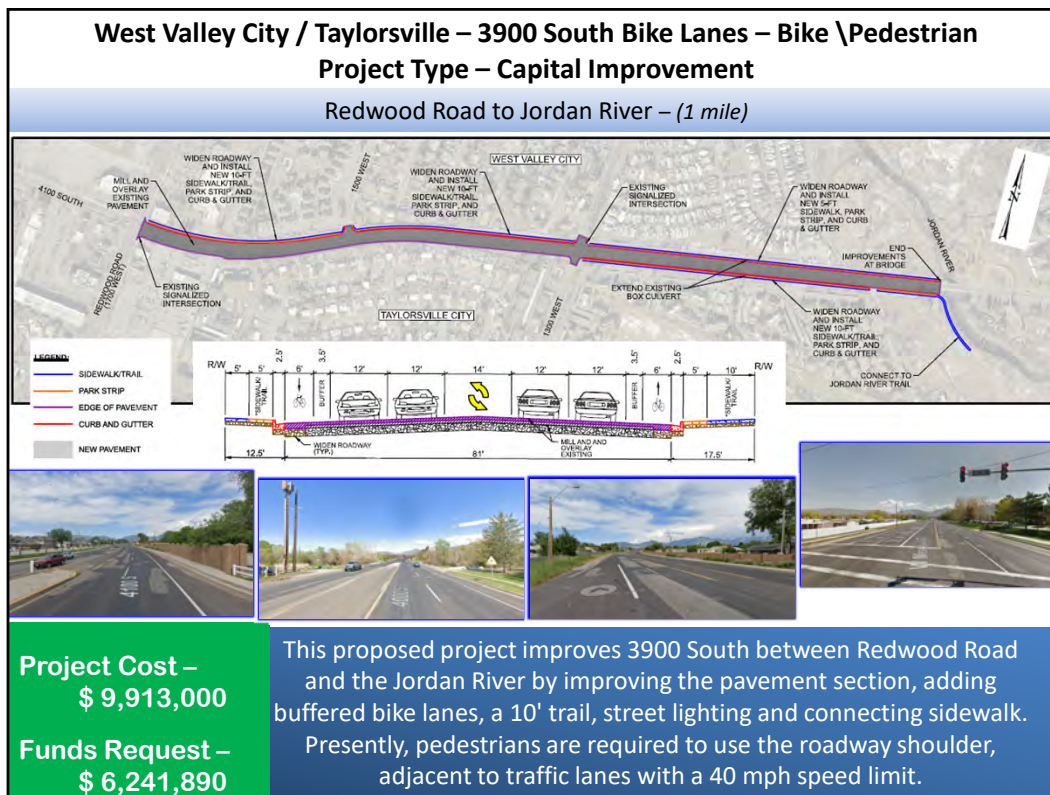 West Valley City / Taylorsville – 3900 South Bike Lanes – Bike \Pedestrian
Project Type – Capital Improvement
Redwood Road to Jordan River – (1 mile)
4100 SOUTH
MILL AND
OVERLAY
EXISTING
PAVEMENT
WIDEN ROADWAY
AND INSTALL
NEW 10-FT
SIDEWALK/TRAIL,
PARK STRIP, AND
CURB & GUTTER
1500 WEST
WIDEN ROADWAY
AND INSTALL
NEW 10-FT
SIDEWALK/TRAIL,
PARK STRIP, AND
CURB & GUTTER
WEST VALLEY CITY
EXISTING
SIGNALIZED
INTERSECTION
WIDEN ROADWAY
AND INSTALL
NEW 5-FT
SIDEWALK, PARK
STRIP, AND CURB
& GUTTER
JORDAN RIVER
END
IMPROVEMENTS
AT BRIDGE
N
REDWOOD ROAD
(1700 WEST)
EXISTING
SIGNALIZED
INTERSECTION
TAYLORSVILLE CITY
1300 WEST
EXTEND EXISTING
BOX CULVERT
WIDEN ROADWAY
AND INSTALL
NEW 10-FT
SIDEWALK/TRAIL,
PARK STRIP, AND
CURB & GUTTER
CONNECT TO
JORDAN RIVER TRAIL
LEGEND:
SIDEWALK/TRAIL
PARK STRIP
EDGE OF PAVEMENT
CURB AND GUTTER
NEW PAVEMENT
R/W
5'
5'
2.5'
6'
3.5'
12'
12'
14'
12'
12'
3.5'
6'
2.5'
5'
10'
R/W
*SIDEWALK/
TRAIL
BUFFER
BUFFER
*SIDEWALK/
TRAIL
WIDEN ROADWAY
(TYP.)
MILL AND AND
OVERLAY
EXISTING
12.5'
81'
17.5'
4100 S
Project Cost –
$ 9,913,000
Funds Request –
$ 6,241,890
This proposed project improves 3900 South between Redwood Road
and the Jordan River by improving the pavement section, adding
buffered bike lanes, a 10' trail, street lighting and connecting sidewalk.
Presently, pedestrians are required to use the roadway shoulder,
adjacent to traffic lanes with a 40 mph speed limit.